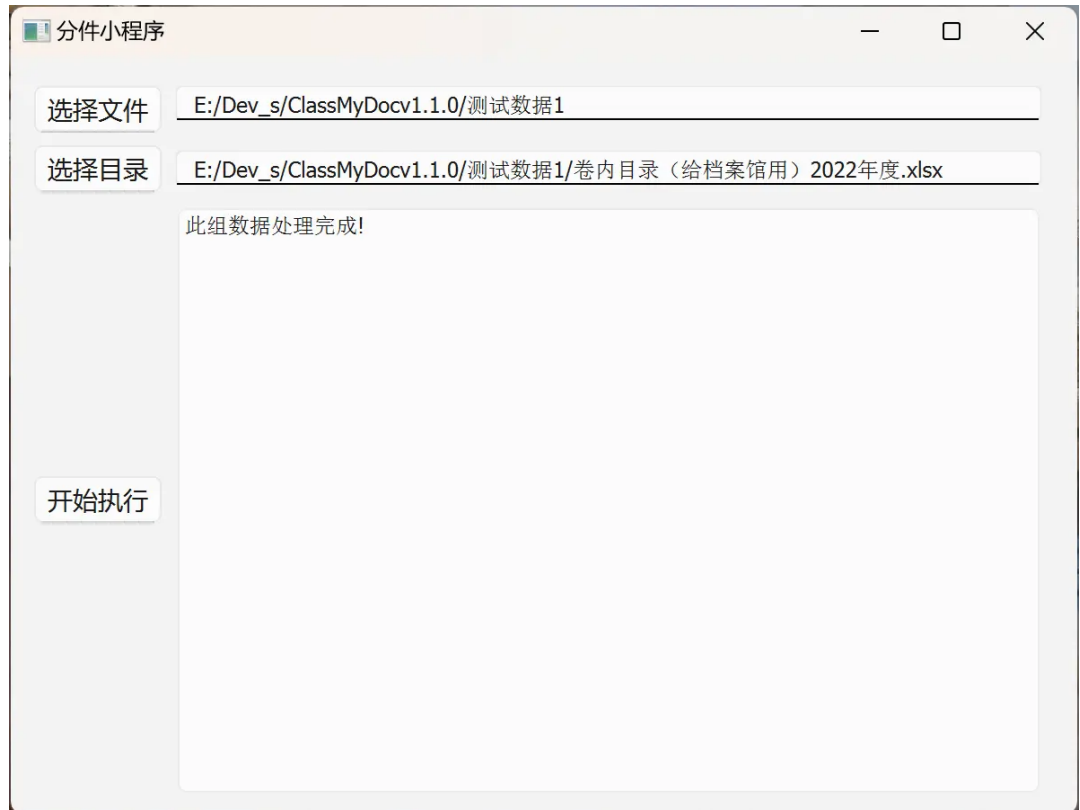 分件小程序
选择文件 E:/Dev_s/ClassMyDocv1.1.0/测试数据1
选择目录 E:/Dev_s/ClassMyDocv1.1.0/测试数据1/卷内目录（给档案馆用）2022年度.xlsx
此组数据处理完成!
开始执行